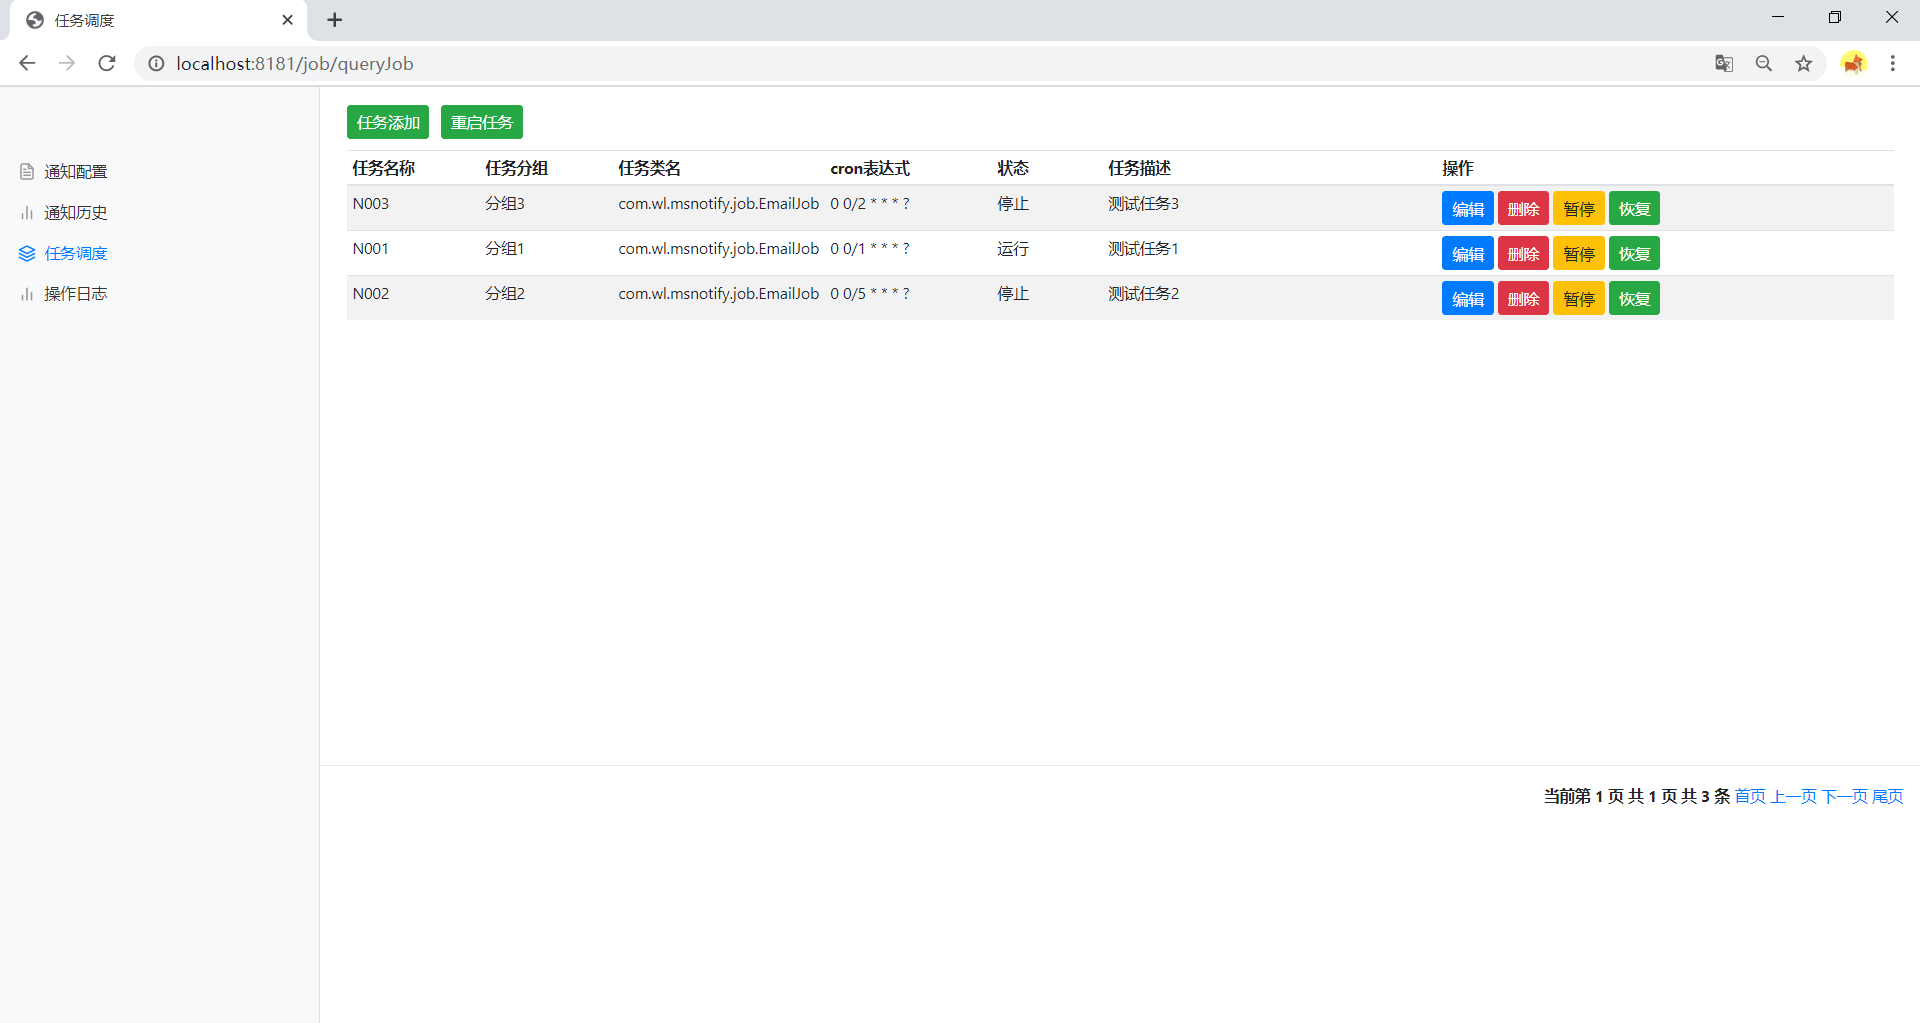 任务调度
localhost:8181/job/queryJob
通知配置
通知历史
任务调度
操作日志
任务添加 重启任务
任务名称 任务分组 任务类名 cron表达式 状态 任务描述 操作
N003 分组3 com.wl.msnotify.job.EmailJob 0 0/2 * * * ? 停止 测试任务3 编辑 删除 暂停 恢复
N001 分组1 com.wl.msnotify.job.EmailJob 0 0/1 * * * ? 运行 测试任务1 编辑 删除 暂停 恢复
N002 分组2 com.wl.msnotify.job.EmailJob 0 0/5 * * * ? 停止 测试任务2 编辑 删除 暂停 恢复
当前第 1 页 共 1 页 共 3 条 首页 上一页 下一页 尾页